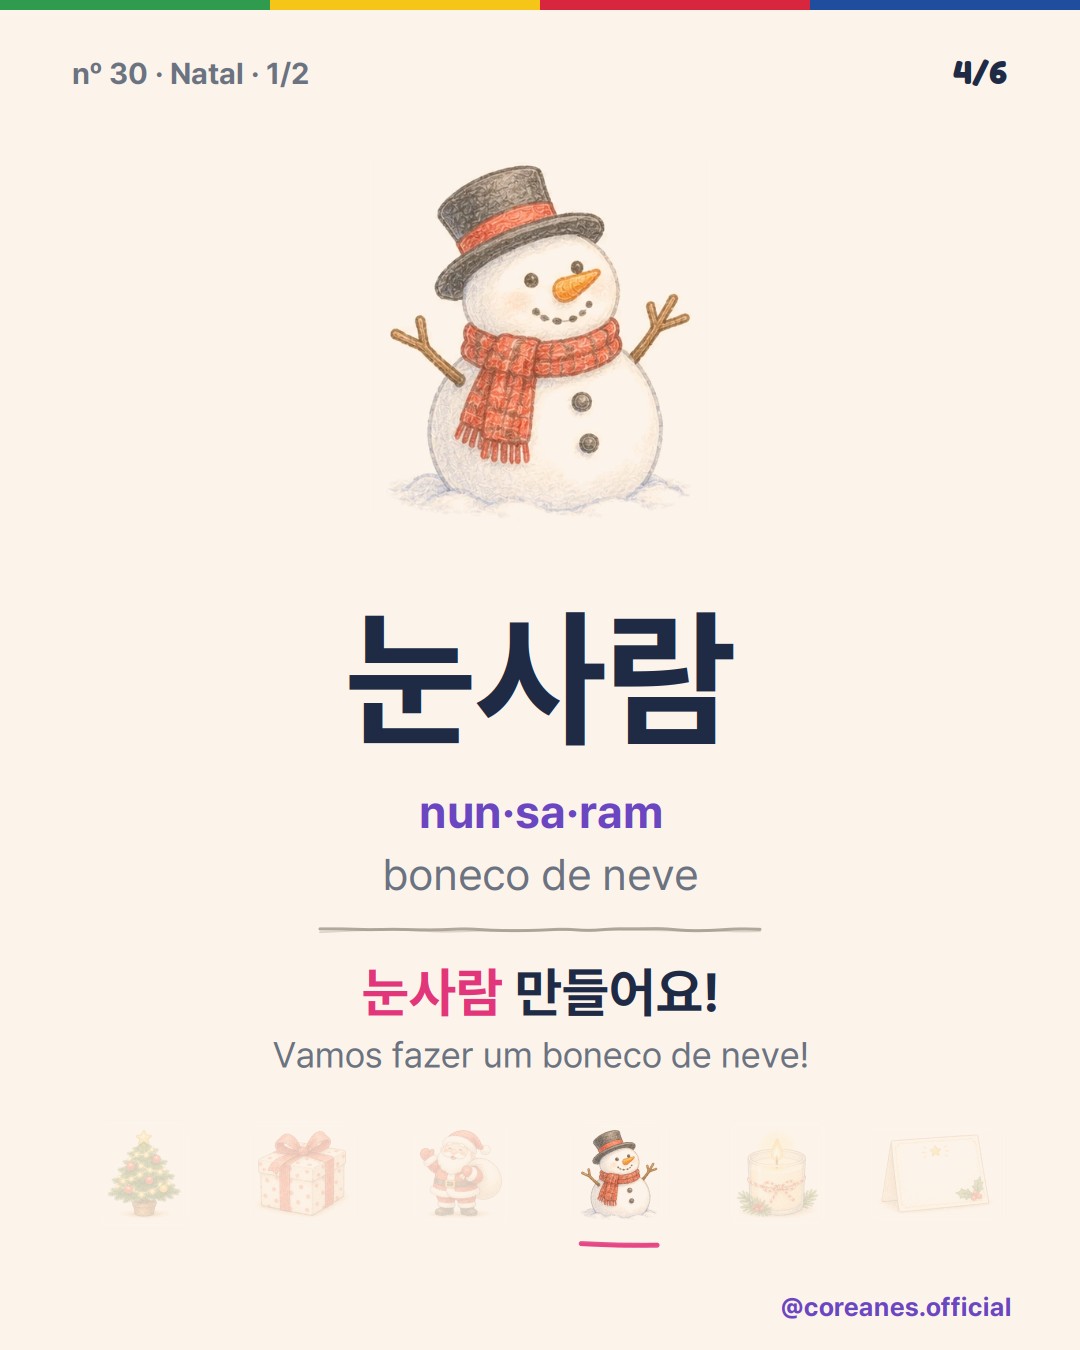 nº 30 · Natal · 1/2
4/6
눈사람
nun·sa·ram
boneco de neve
눈사람 만들어요!
Vamos fazer um boneco de neve!
@coreanes.official